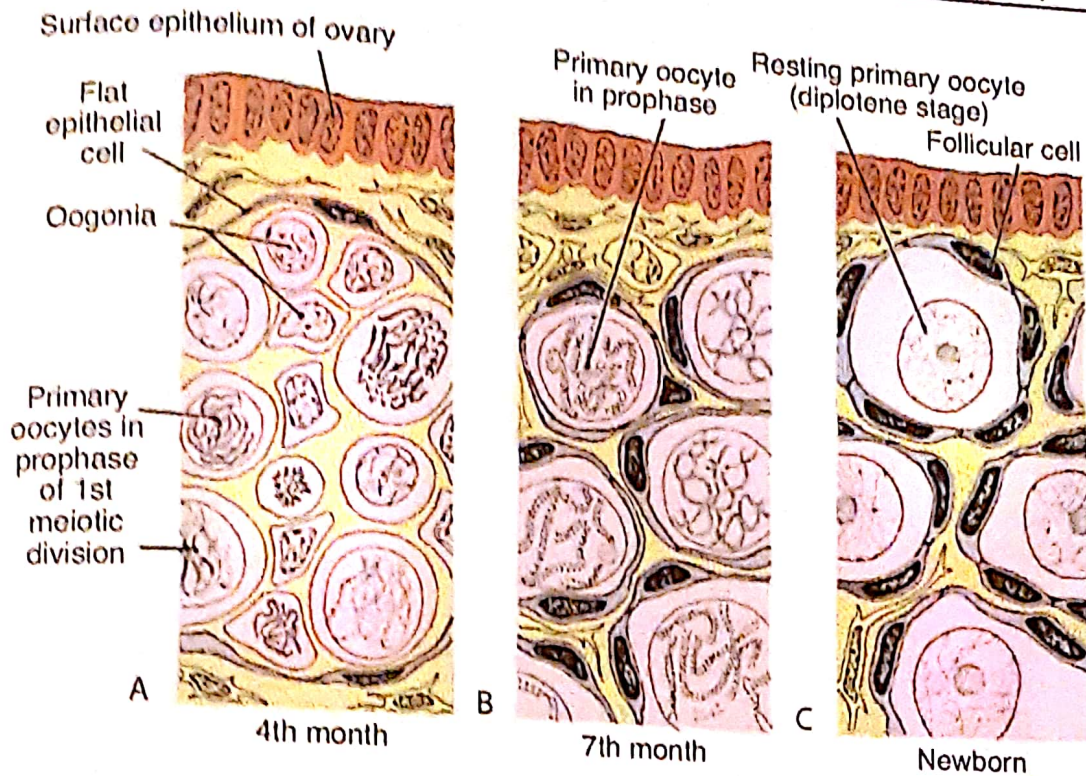 Surface epithelium of ovary
Flat
epithelial
cell
Oogonia
Primary
oocytes in
prophase
of 1st
meiotic
division
A
4th month
Primary oocyte
in prophase
B
7th month
Resting primary oocyte
(diplotene stage)
Follicular cell
C
Newborn